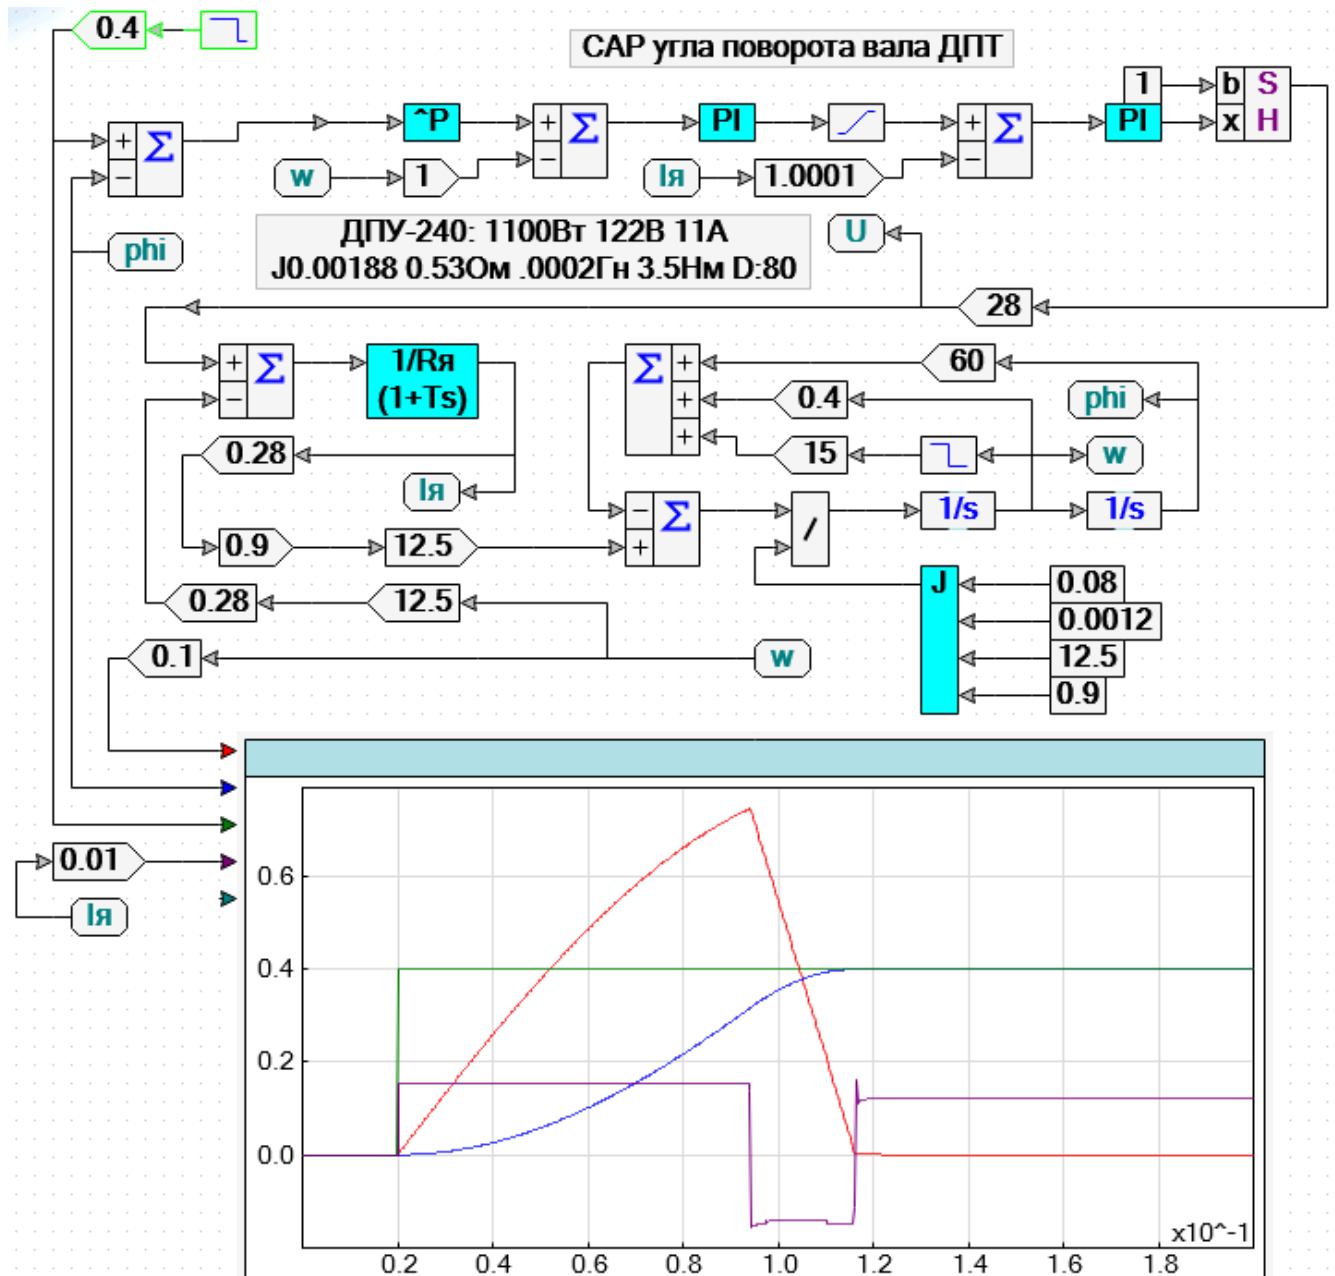 0.4
САР угла поворота вала ДПТ
1
b S
+
Σ
^P
+
Σ
PI
+
Σ
PI
x H
−
w
1
−
Iя
1.0001
−
phi
ДПУ-240: 1100Вт 122В 11А
J0.00188 0.53Ом .0002Гн 3.5Нм D:80
U
28
+
Σ
1/Rя
(1+Ts)
−
Σ
+
60
+
0.4
phi
+
15
w
0.28
Iя
−
Σ
/
1/s
1/s
0.9
12.5
+
0.28
12.5
J
0.08
0.0012
12.5
0.9
0.1
w
0.01
Iя
0.6
0.4
0.2
0.0
x10^-1
0.2 0.4 0.6 0.8 1.0 1.2 1.4 1.6 1.8